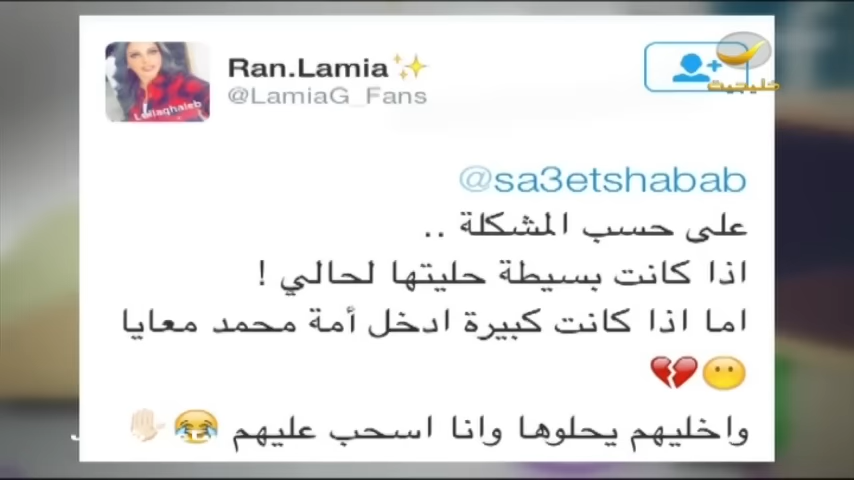 Ran.Lamia✨
@LamiaG_Fans
خليجيت
@sa3etshabab
على حسب المشكلة ..
اذا كانت بسيطة حليتها لحالي !
اما اذا كانت كبيرة ادخل أمة محمد معايا
😶💔
واخليهم يحلوها وانا اسحب عليهم 😂✋🏻